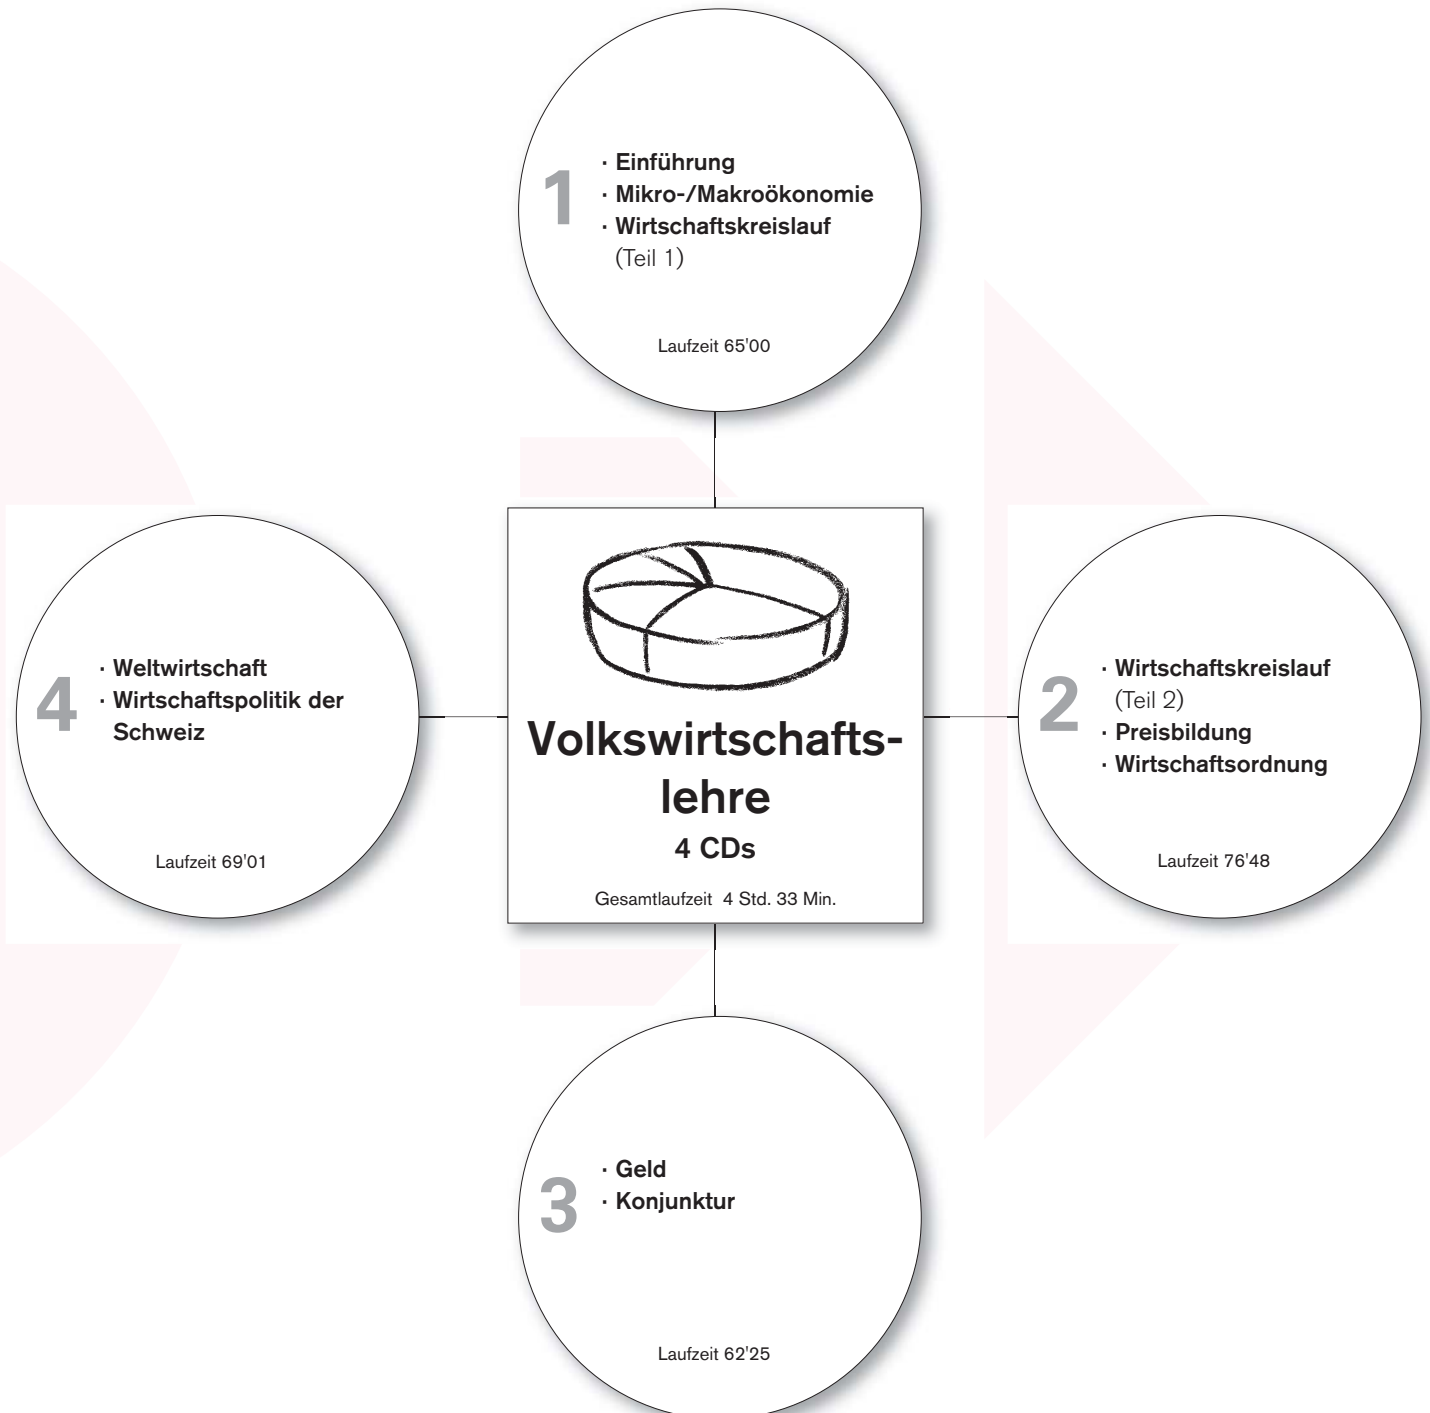 1
· Einführung
· Mikro-/Makroökonomie
· Wirtschaftskreislauf
(Teil 1)
Laufzeit 65'00
Volkswirtschafts-
lehre
4 CDs
Gesamtlaufzeit 4 Std. 33 Min.
2
· Wirtschaftskreislauf
(Teil 2)
· Preisbildung
· Wirtschaftsordnung
Laufzeit 76'48
3
· Geld
· Konjunktur
Laufzeit 62'25
4
· Weltwirtschaft
· Wirtschaftspolitik der
Schweiz
Laufzeit 69'01